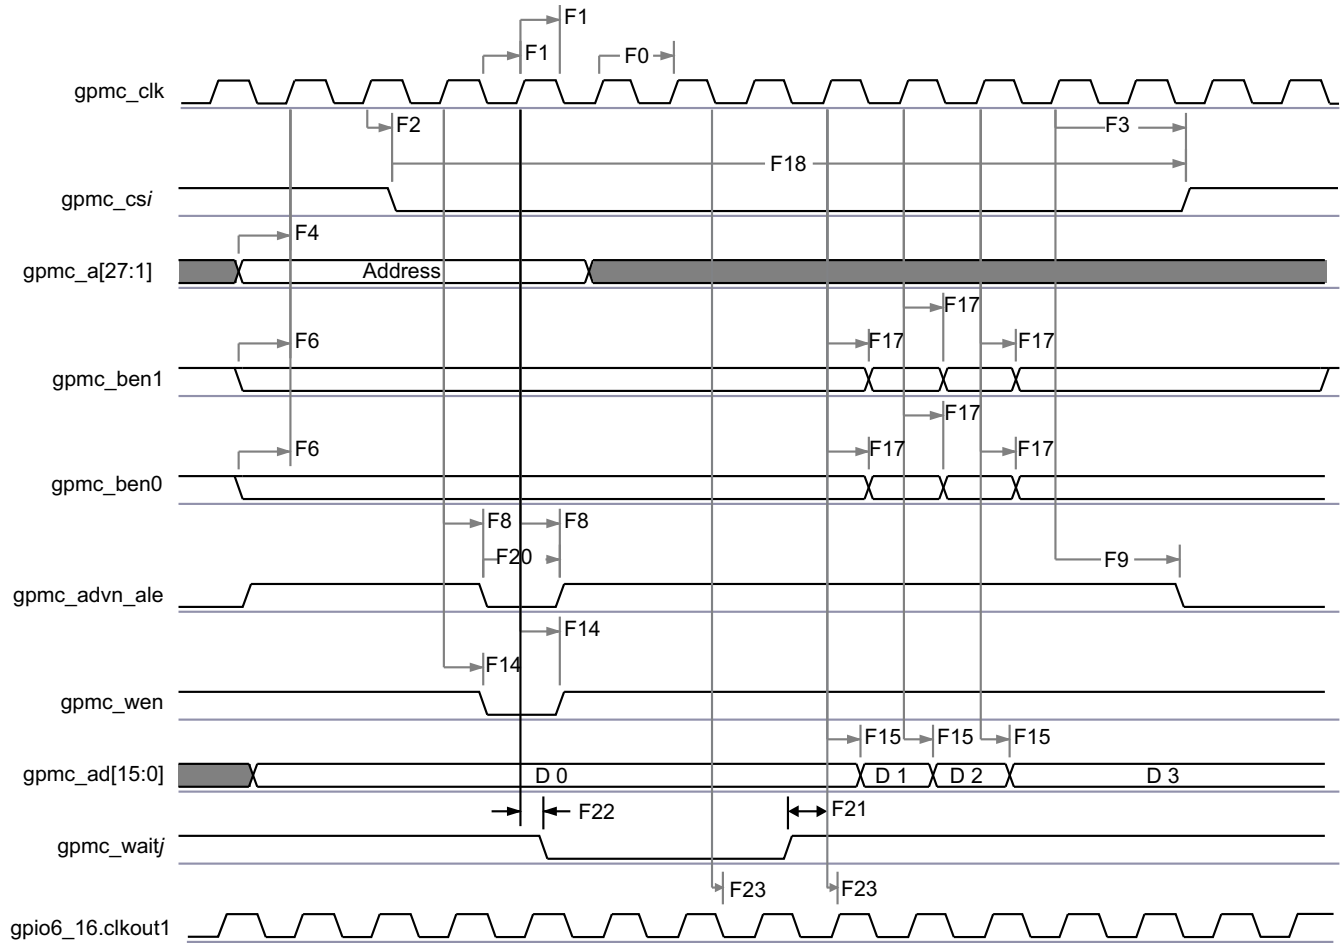 F1
F1
F0
gpmc_clk
F2
F3
F18
gpmc_csi
F4
gpmc_a[27:1]
Address
F17
F6
F17
F17
gpmc_ben1
F17
F6
F17
F17
gpmc_ben0
F8
F8
F20
F9
gpmc_advn_ale
F14
F14
gpmc_wen
F15
F15
F15
gpmc_ad[15:0]
D 0
D 1
D 2
D 3
F22
F21
gpmc_waitj
F23
F23
gpio6_16.clkout1